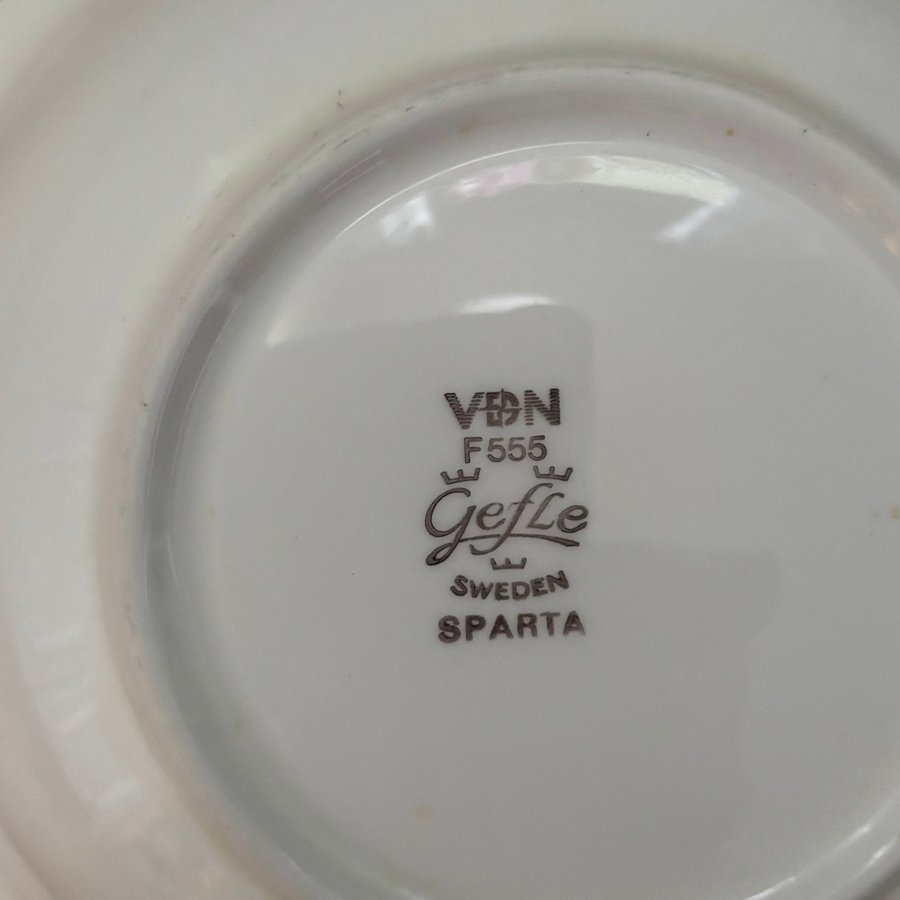 VDN
F555
Gefle
SWEDEN
SPARTA